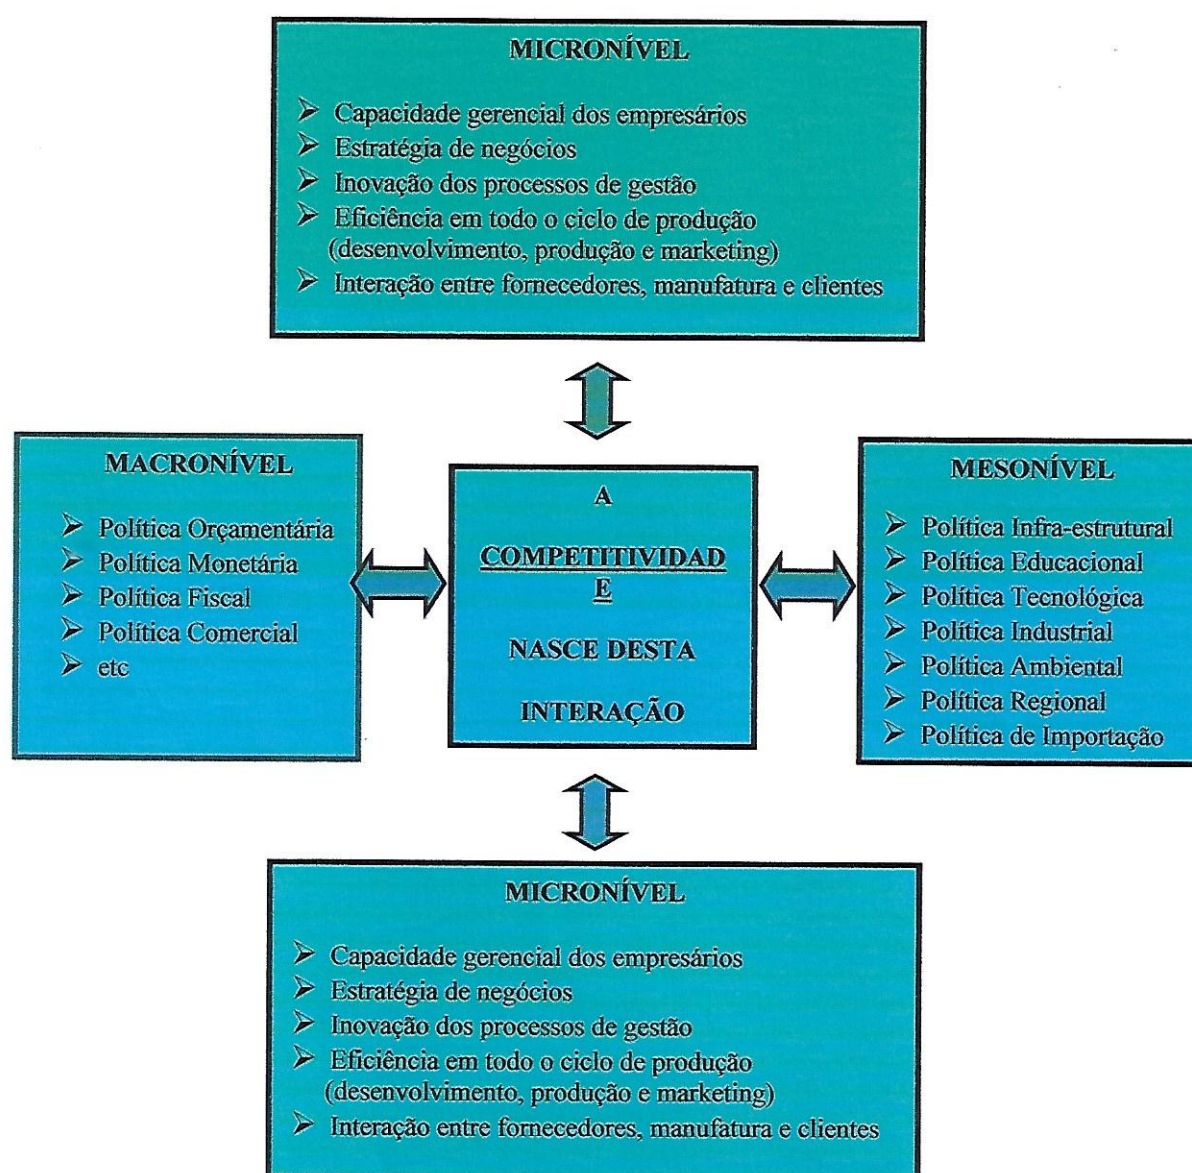 MICRONÍVEL
➤ Capacidade gerencial dos empresários
➤ Estratégia de negócios
➤ Inovação dos processos de gestão
➤ Eficiência em todo o ciclo de produção
(desenvolvimento, produção e marketing)
➤ Interação entre fornecedores, manufatura e clientes
MACRONÍVEL
➤ Política Orçamentária
➤ Política Monetária
➤ Política Fiscal
➤ Política Comercial
➤ etc
A
COMPETITIVIDAD
E
NASCE DESTA
INTERAÇÃO
MESONÍVEL
➤ Política Infra-estrutural
➤ Política Educacional
➤ Política Tecnológica
➤ Política Industrial
➤ Política Ambiental
➤ Política Regional
➤ Política de Importação
MICRONÍVEL
➤ Capacidade gerencial dos empresários
➤ Estratégia de negócios
➤ Inovação dos processos de gestão
➤ Eficiência em todo o ciclo de produção
(desenvolvimento, produção e marketing)
➤ Interação entre fornecedores, manufatura e clientes